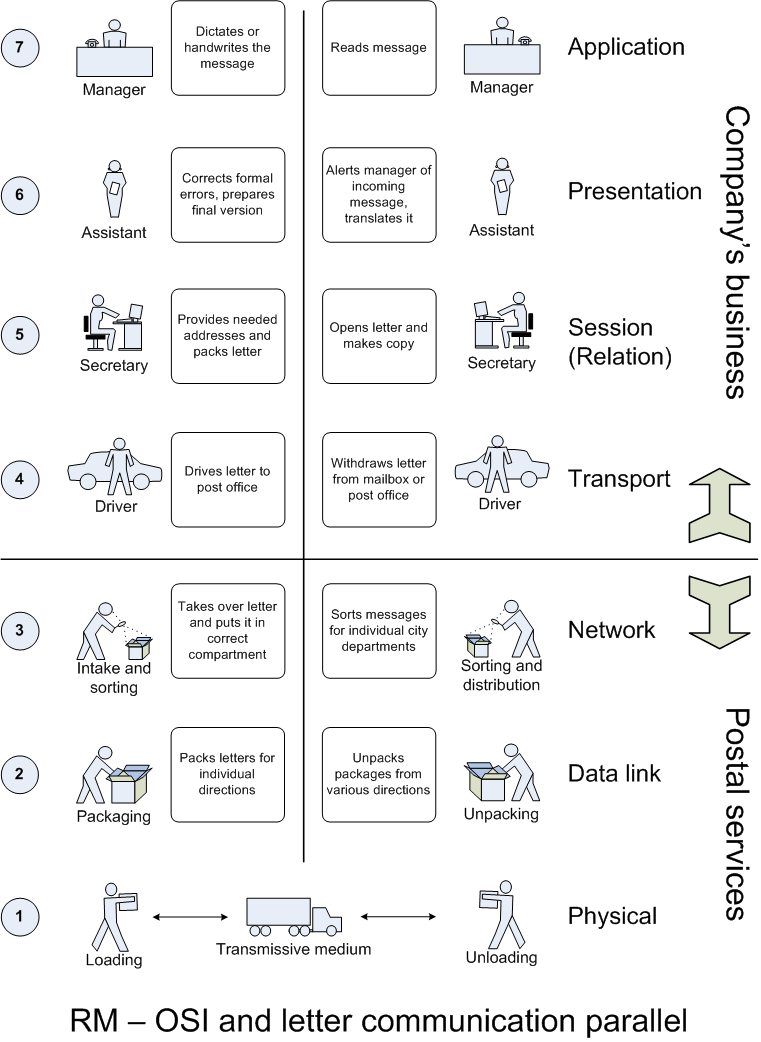 7
Manager
Dictates or
handwrites the
message
Reads message
Manager
Application
6
Assistant
Corrects formal
errors, prepares
final version
Alerts manager of
incoming
message,
translates it
Assistant
Presentation
Company's business
5
Secretary
Provides needed
addresses and
packs letter
Opens letter and
makes copy
Secretary
Session
(Relation)
4
Driver
Drives letter to
post office
Withdraws letter
from mailbox or
post office
Driver
Transport
3
Intake and
sorting
Takes over letter
and puts it in
correct
compartment
Sorts messages
for individual city
departments
Sorting and
distribution
Network
2
Packaging
Packs letters for
individual
directions
Unpacks
packages from
various directions
Unpacking
Data link
Postal services
1
Loading
Transmissive medium
Unloading
Physical
RM – OSI and letter communication parallel